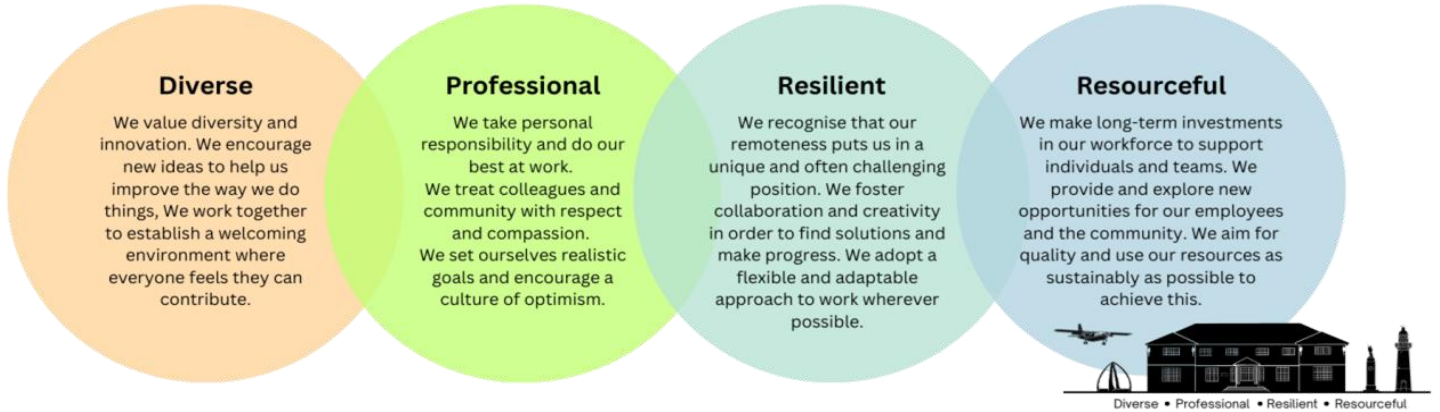 Diverse
We value diversity and
innovation. We encourage
new ideas to help us
improve the way we do
things, We work together
to establish a welcoming
environment where
everyone feels they can
contribute.
Professional
We take personal
responsibility and do our
best at work.
We treat colleagues and
community with respect
and compassion.
We set ourselves realistic
goals and encourage a
culture of optimism.
Resilient
We recognise that our
remoteness puts us in a
unique and often challenging
position. We foster
collaboration and creativity
in order to find solutions and
make progress. We adopt a
flexible and adaptable
approach to work wherever
possible.
Resourceful
We make long-term investments
in our workforce to support
individuals and teams. We
provide and explore new
opportunities for our employees
and the community. We aim for
quality and use our resources as
sustainably as possible to
achieve this.
Diverse • Professional • Resilient • Resourceful